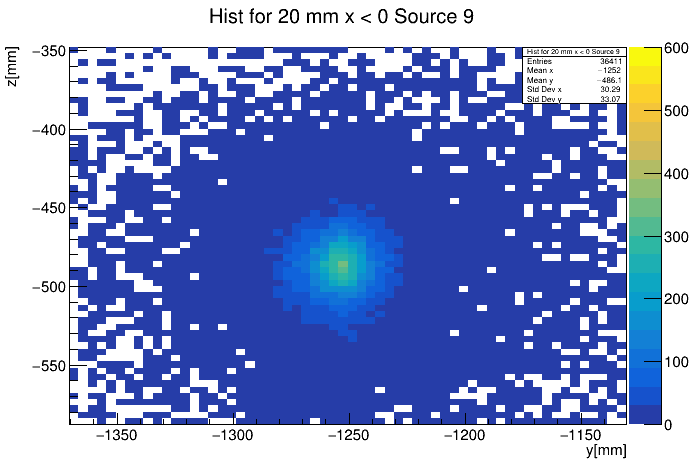 Hist for 20 mm x < 0 Source 9
z[mm]
Hist for 20 mm x < 0 Source 9
Entries 36411
Mean x −1252
Mean y −486.1
Std Dev x 30.29
Std Dev y 33.07
−350
−400
−450
−500
−550
600
500
400
300
200
100
0
−1350 −1300 −1250 −1200 −1150
y[mm]